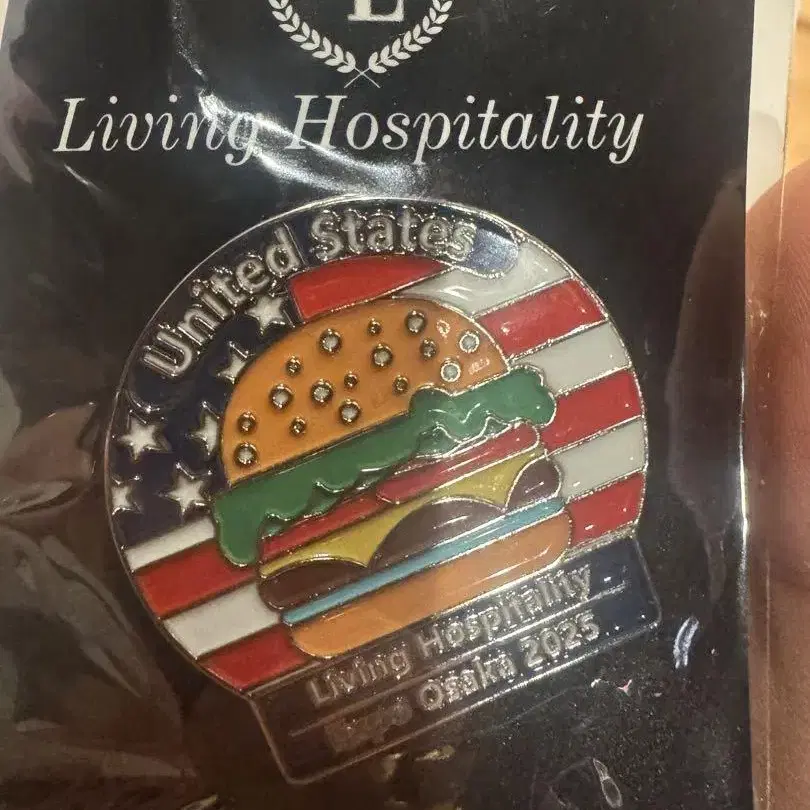 L
Living Hospitality
United States
Living Hospitality
Expo Osaka 2025